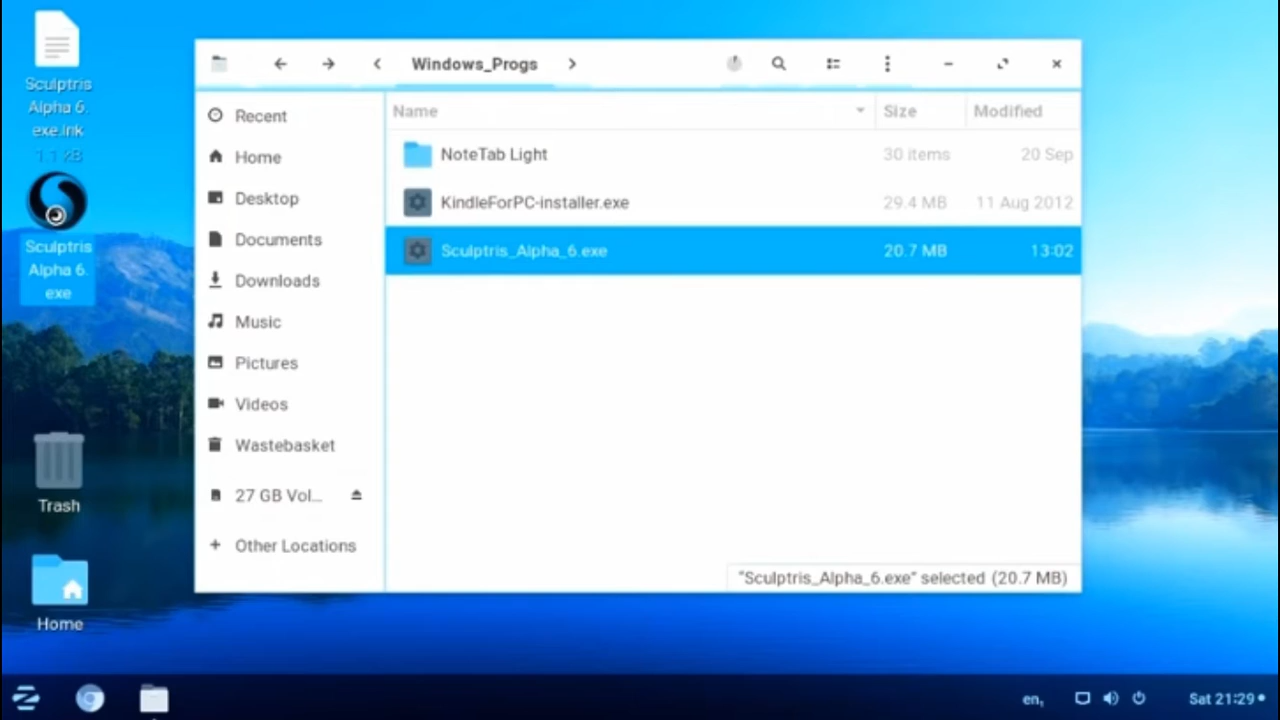 Sculptris
Alpha 6.
exe.lnk
1.1 kB
Sculptris
Alpha 6.
exe
Trash
Home
Windows_Progs
Recent
Home
Desktop
Documents
Downloads
Music
Pictures
Videos
Wastebasket
27 GB Vol...
Other Locations
Name Size Modified
NoteTab Light 30 items 20 Sep
KindleForPC-installer.exe 29.4 MB 11 Aug 2012
Sculptris_Alpha_6.exe 20.7 MB 13:02
"Sculptris_Alpha_6.exe" selected (20.7 MB)
en, Sat 21:29